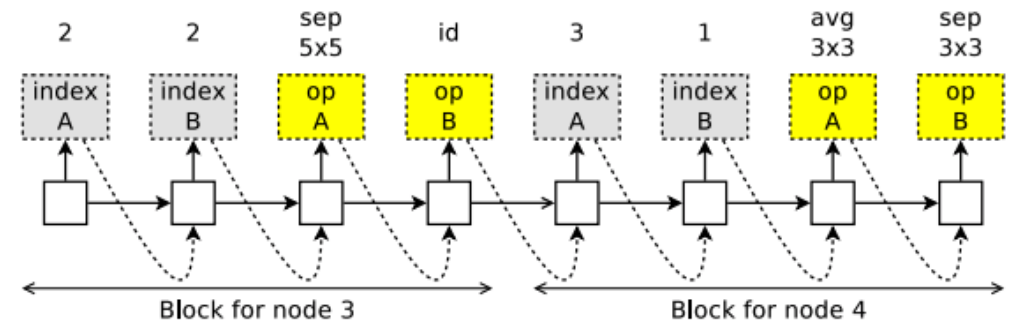 2 2 sep 5x5 id 3 1 avg 3x3 sep 3x3
index A index B op A op B index A index B op A op B
Block for node 3 Block for node 4